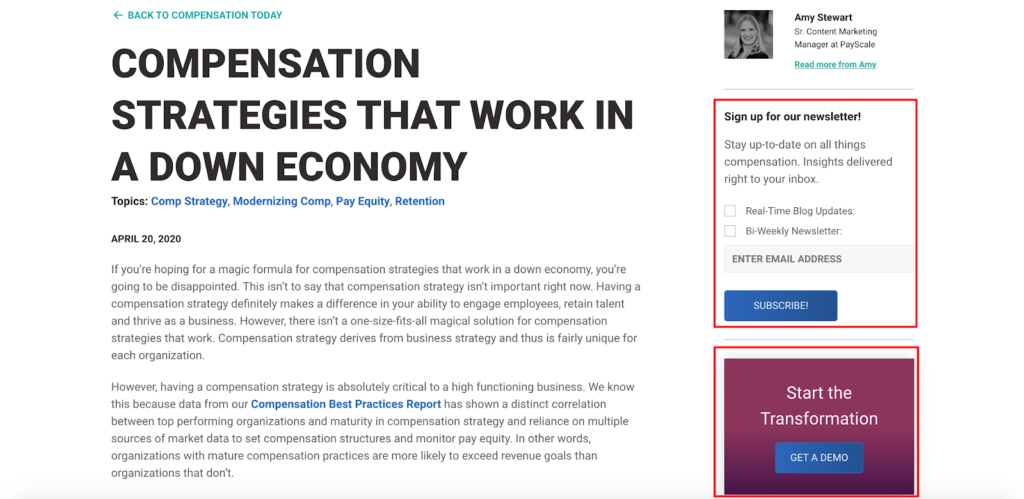 ← BACK TO COMPENSATION TODAY
COMPENSATION
STRATEGIES THAT WORK IN
A DOWN ECONOMY
Topics: Comp Strategy, Modernizing Comp, Pay Equity, Retention
APRIL 20, 2020
If you’re hoping for a magic formula for compensation strategies that work in a down economy, you’re
going to be disappointed. This isn’t to say that compensation strategy isn’t important right now. Having a
compensation strategy definitely makes a difference in your ability to engage employees, retain talent
and thrive as a business. However, there isn’t a one-size-fits-all magical solution for compensation
strategies that work. Compensation strategy derives from business strategy and thus is fairly unique for
each organization.
However, having a compensation strategy is absolutely critical to a high functioning business. We know
this because data from our Compensation Best Practices Report has shown a distinct correlation
between top performing organizations and maturity in compensation strategy and reliance on multiple
sources of market data to set compensation structures and monitor pay equity. In other words,
organizations with mature compensation practices are more likely to exceed revenue goals than
organizations that don’t.
Amy Stewart
Sr. Content Marketing
Manager at PayScale
Read more from Amy
Sign up for our newsletter!
Stay up-to-date on all things
compensation. Insights delivered
right to your inbox.
Real-Time Blog Updates:
Bi-Weekly Newsletter:
ENTER EMAIL ADDRESS
SUBSCRIBE!
Start the
Transformation
GET A DEMO